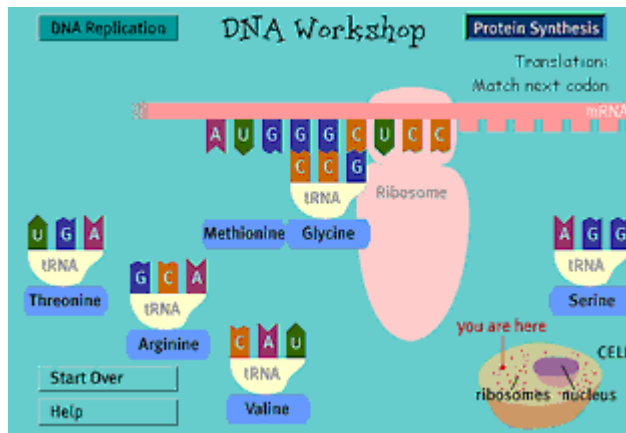 DNA Replication
DNA Workshop
Protein Synthesis
Translation:
Match next codon
mRNA
A U G G G C U C C
C C G
tRNA
Ribosome
Methionine Glycine
U G A
tRNA
Threonine
G C A
tRNA
Arginine
C A U
tRNA
Valine
A G G
tRNA
Serine
you are here
CELL
ribosomes nucleus
Start Over
Help